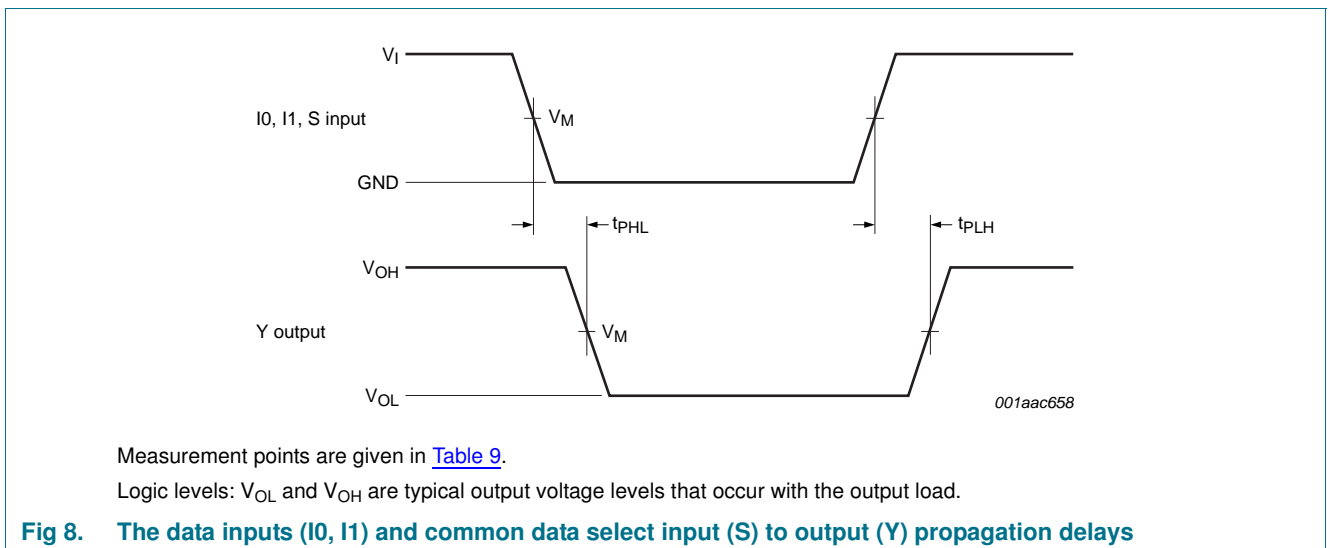 VI
I0, I1, S input
VM
GND
tPHL
tPLH
VOH
Y output
VM
VOL
001aac658
Measurement points are given in Table 9.
Logic levels: VOL and VOH are typical output voltage levels that occur with the output load.
Fig 8. The data inputs (I0, I1) and common data select input (S) to output (Y) propagation delays